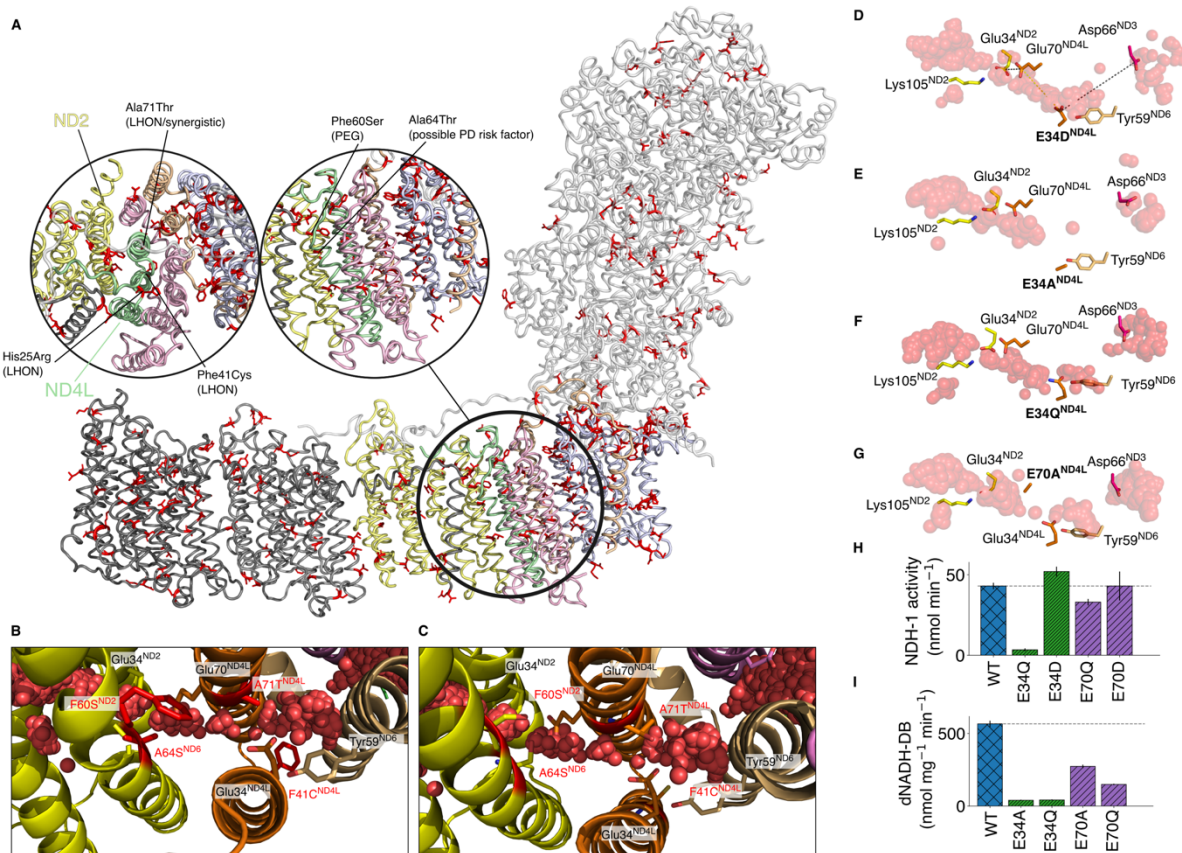 A
ND2
Ala71Thr
(LHON/synergistic)
Phe60Ser
(PEG)
Ala64Thr
(possible PD risk factor)
His25Arg
(LHON)
ND4L
Phe41Cys
(LHON)
B
Glu34ND2
Glu70ND4L
F60SND2
A71TND4L
A64SND6
Tyr59ND6
Glu34ND4L
F41CND4L
C
Glu34ND2
Glu70ND4L
F60SND2
A71TND4L
A64SND6
Tyr59ND6
F41CND4L
Glu34ND4L
D
Glu34ND2
Glu70ND4L
Asp66ND3
Lys105ND2
Tyr59ND6
E34DND4L
E
Glu34ND2
Glu70ND4L
Asp66ND3
Lys105ND2
Tyr59ND6
E34AND4L
F
Glu34ND2
Glu70ND4L
Asp66ND3
Lys105ND2
Tyr59ND6
E34QND4L
G
Glu34ND2
E70AND4L
Asp66ND3
Lys105ND2
Glu34ND4L
Tyr59ND6
H
NDH-1 activity
(nmol min−1)
50
0
WT
E34Q
E34D
E70Q
E70D
I
dNADH-DB
(nmol mg−1 min−1)
500
0
WT
E34A
E34Q
E70A
E70Q